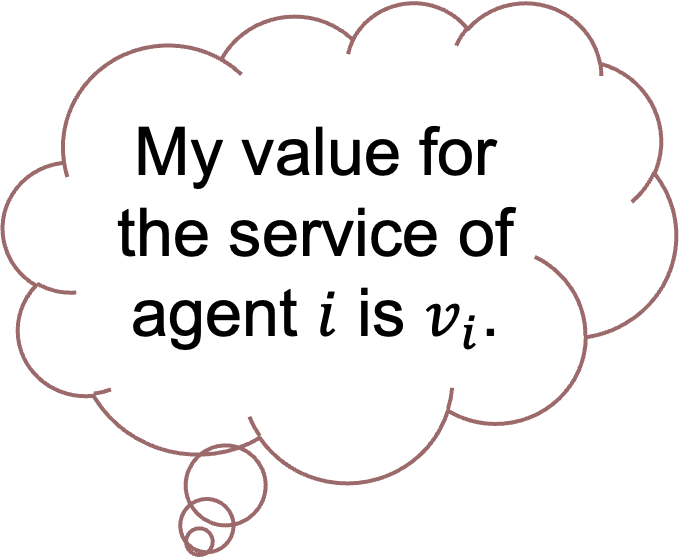 My value for
the service of
agent 𝑖 is 𝑣ᵢ.